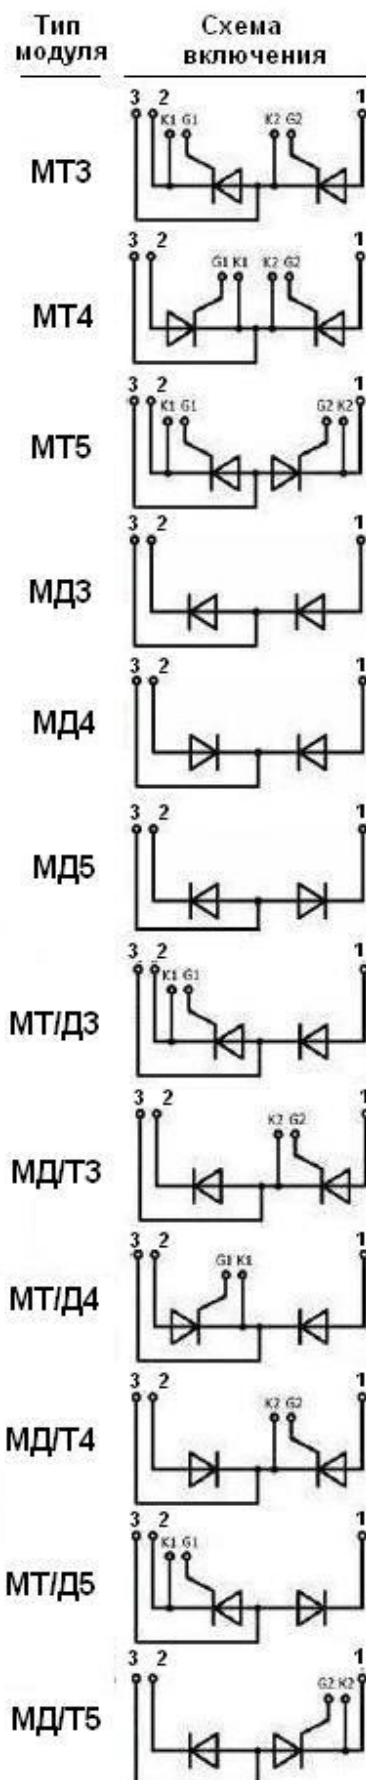 Тип модуля
Схема включения
3 2 1
K1 G1 K2 G2
МТ3
3 2 1
G1 K1 K2 G2
МТ4
3 2 1
K1 G1 G2 K2
МТ5
3 2 1
МД3
3 2 1
МД4
3 2 1
МД5
3 2 1
K1 G1
МТ/Д3
3 2 1
K2 G2
МД/Т3
3 2 1
G1 K1
МТ/Д4
3 2 1
K2 G2
МД/Т4
3 2 1
K1 G1
МТ/Д5
3 2 1
G2 K2
МД/Т5